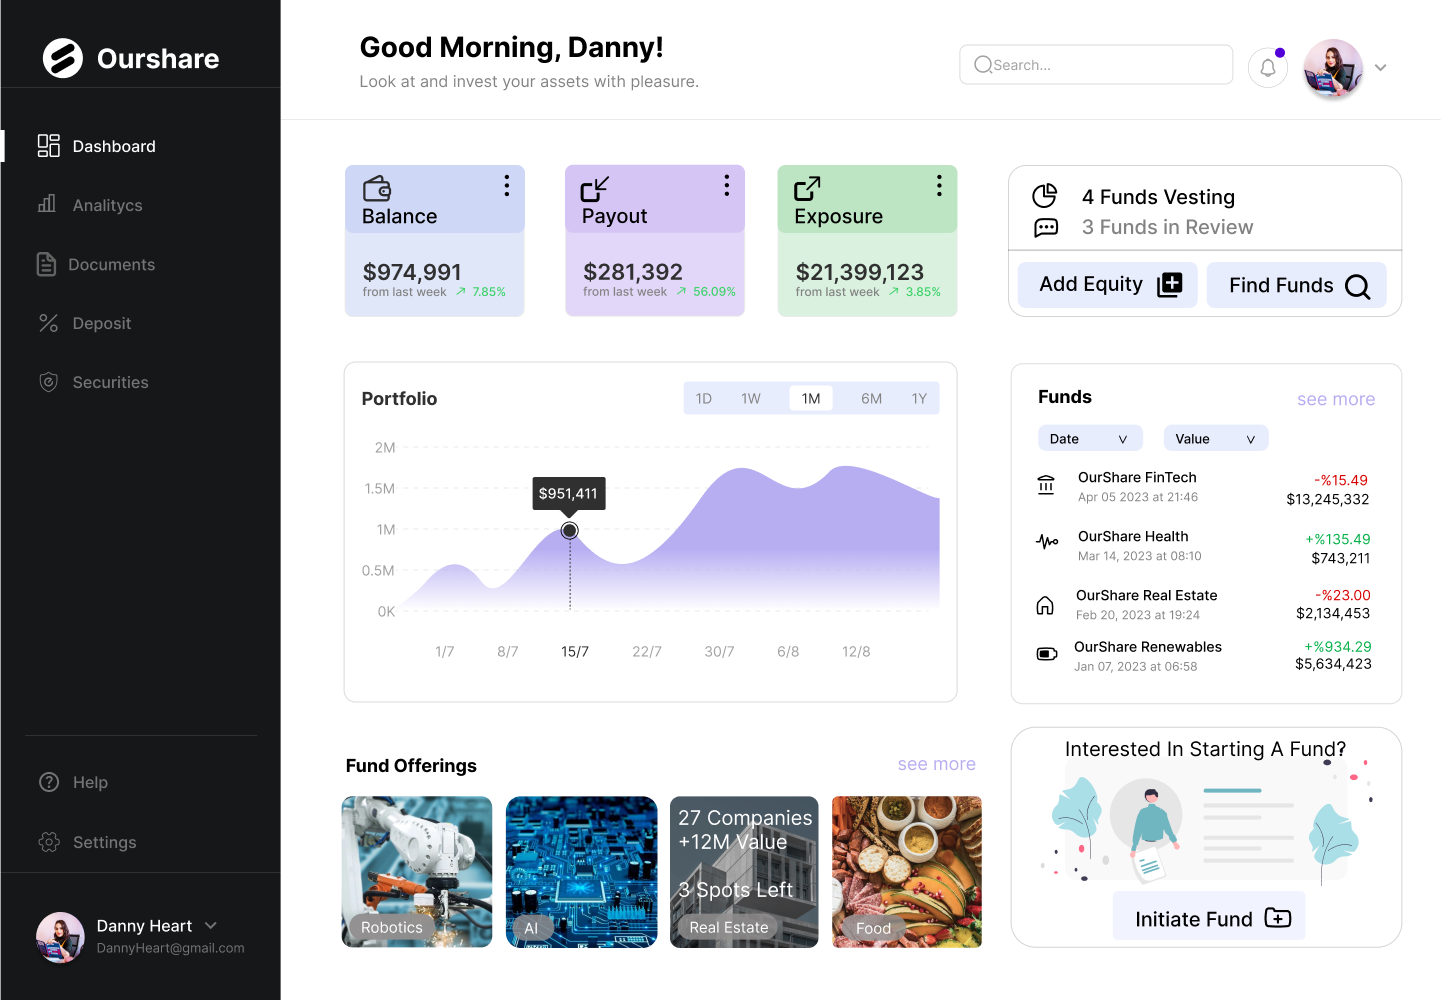 Ourshare
Dashboard
Analitycs
Documents
Deposit
Securities
Help
Settings
Danny Heart
DannyHeart@gmail.com
Good Morning, Danny!
Look at and invest your assets with pleasure.
Search...
Balance
$974,991
from last week 7.85%
Payout
$281,392
from last week 56.09%
Exposure
$21,399,123
from last week 3.85%
4 Funds Vesting
3 Funds in Review
Add Equity
Find Funds
Portfolio
1D 1W 1M 6M 1Y
2M
1.5M
1M
0.5M
0K
$951,411
1/7 8/7 15/7 22/7 30/7 6/8 12/8
Funds
see more
Date V
Value V
OurShare FinTech
Apr 05 2023 at 21:46
-%15.49
$13,245,332
OurShare Health
Mar 14, 2023 at 08:10
+%135.49
$743,211
OurShare Real Estate
Feb 20, 2023 at 19:24
-%23.00
$2,134,453
OurShare Renewables
Jan 07, 2023 at 06:58
+%934.29
$5,634,423
Fund Offerings
see more
Robotics
AI
27 Companies
+12M Value
3 Spots Left
Real Estate
Food
Interested In Starting A Fund?
Initiate Fund